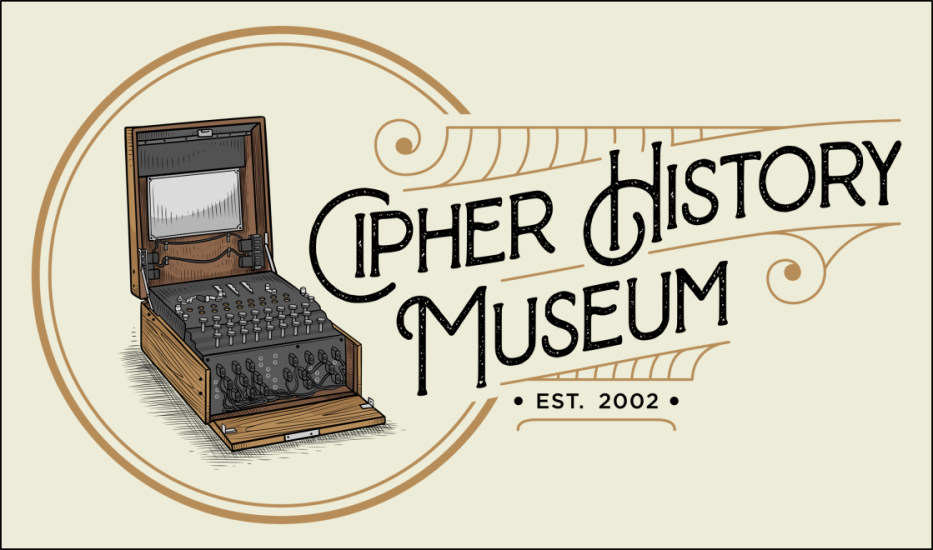 CIPHER HISTORY
MUSEUM
• EST. 2002 •